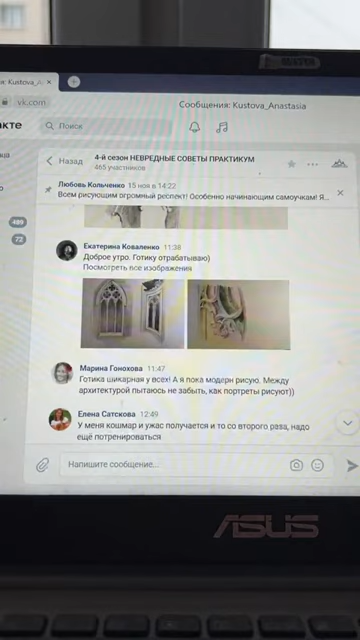 я: Kustova_A
vk.com
Сообщения: Kustova_Anastasia
акте
Поиск
Назад
4-й сезон НЕВРЕДНЫЕ СОВЕТЫ ПРАКТИКУМ
465 участников
Любовь Кольченко 15 ноя в 14:22
Всем рисующим огромный респект! Особенно начинающим самоучкам! Я...
489
72
Екатерина Коваленко 11:38
Доброе утро. Готику отрабатываю)
Посмотреть все изображения
Марина Гонохова 11:47
Готика шикарная у всех! А я пока модерн рисую. Между
архитектурой пытаюсь не забыть, как портреты рисуют))
Елена Сатскова 12:49
У меня кошмар и ужас получается и то со второго раза, надо
ещё потренироваться
Напишите сообщение...
ASUS